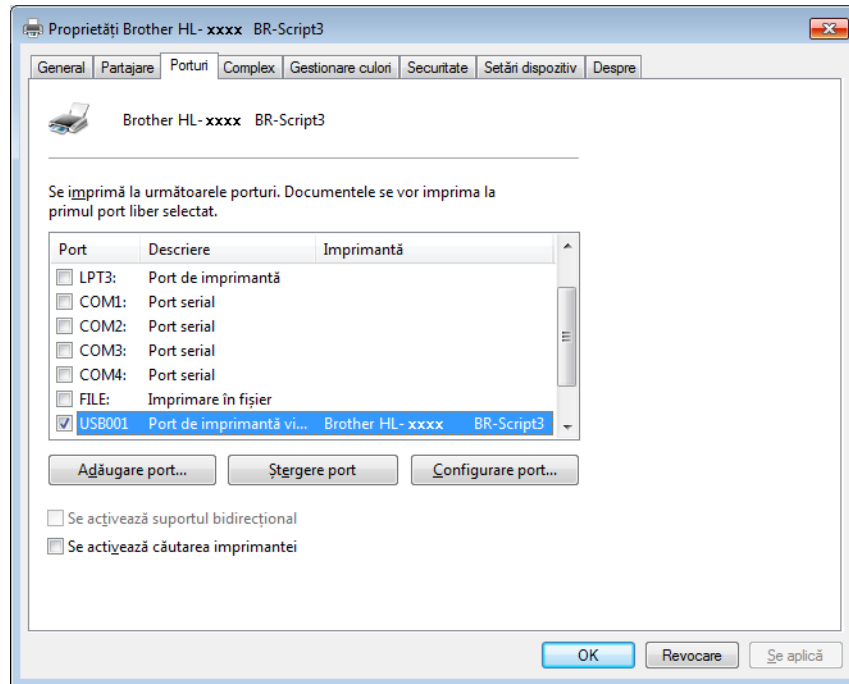 Proprietăți Brother HL- xxxx BR-Script3
General Partajare Porturi Complex Gestionare culori Securitate Setări dispozitiv Despre
Brother HL- xxxx BR-Script3
Se imprimă la următoarele porturi. Documentele se vor imprima la
primul port liber selectat.
Port Descriere Imprimantă
LPT3: Port de imprimantă
COM1: Port serial
COM2: Port serial
COM3: Port serial
COM4: Port serial
FILE: Imprimare în fișier
USB001 Port de imprimantă vi... Brother HL- xxxx BR-Script3
Adăugare port... Ștergere port Configurare port...
Se activează suportul bidirecțional
Se activează căutarea imprimantei
OK Revocare Se aplică